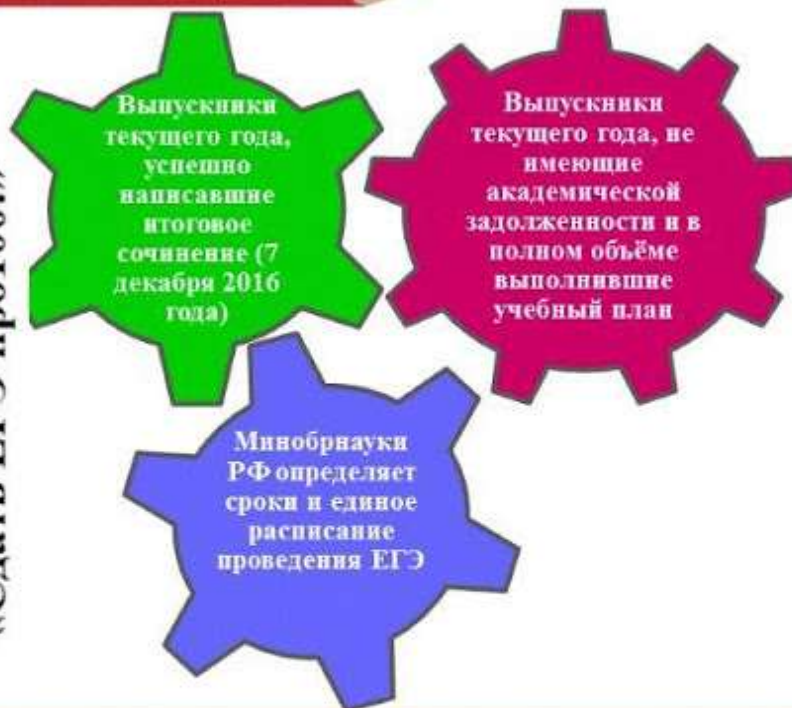 Выпускники
текущего года,
успешно
написавшие
итоговое
сочинение (7
декабря 2016
года)
Выпускники
текущего года, не
имеющие
академической
задолженности и в
полном объёме
выполнившие
учебный план
Минобрнауки
РФ определяет
сроки и единое
расписание
проведения ЕГЭ